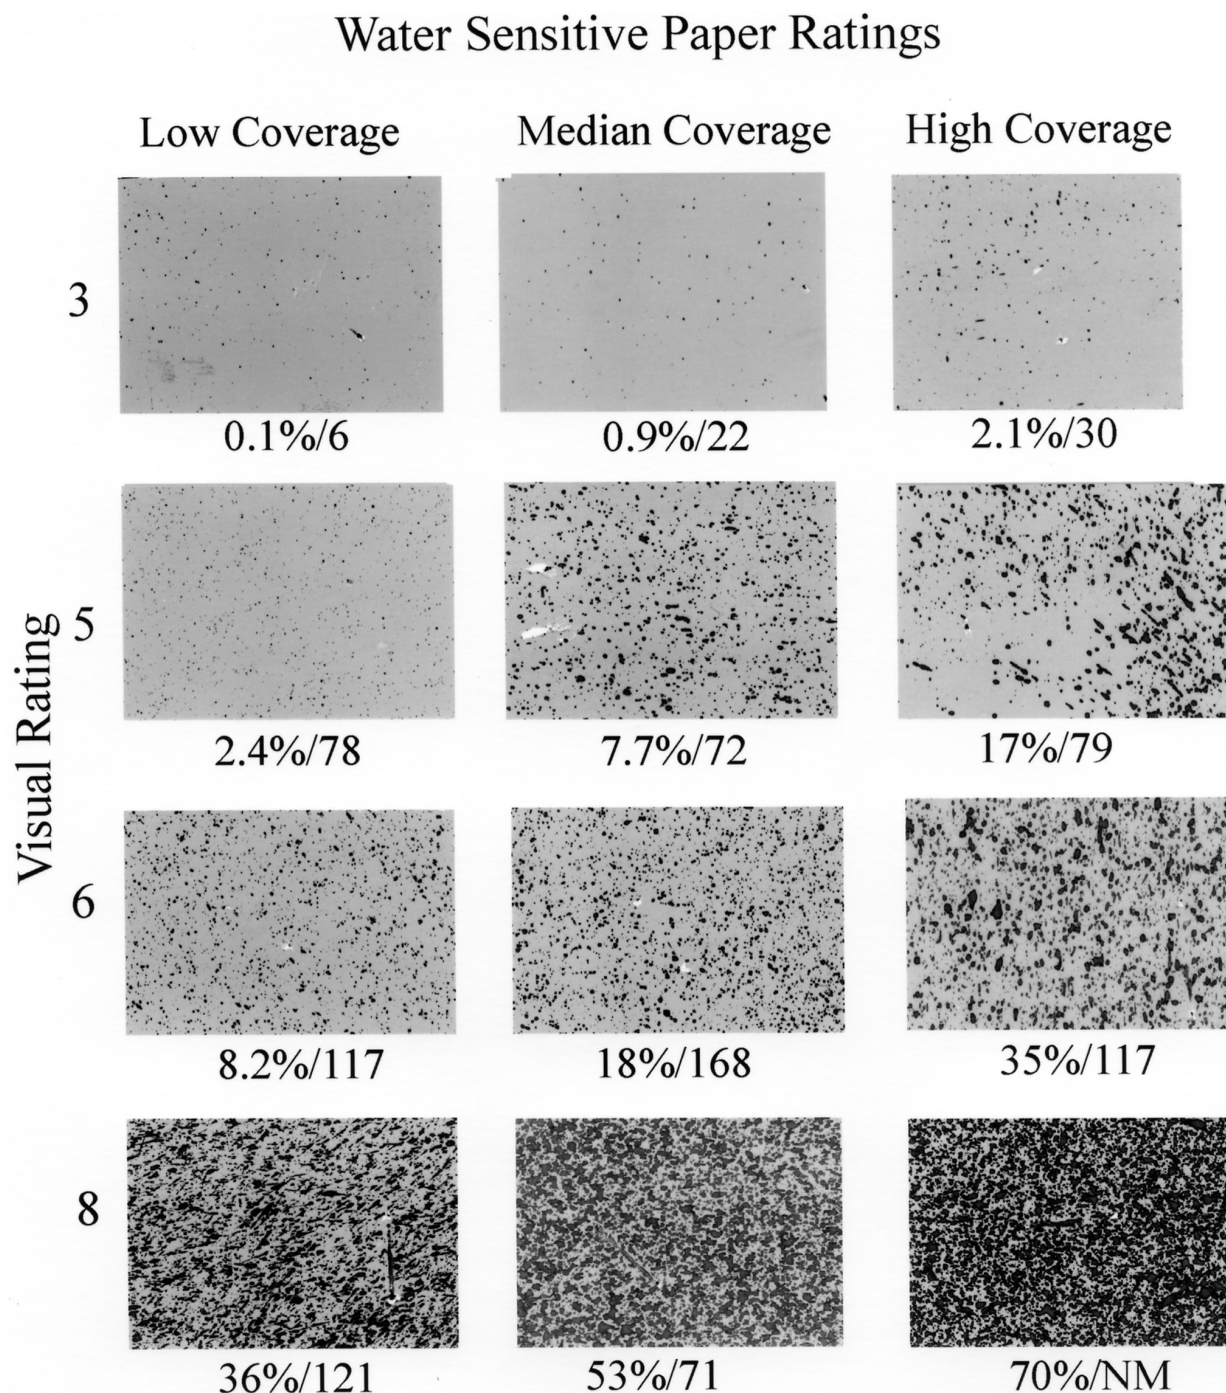 Water Sensitive Paper Ratings
Low Coverage Median Coverage High Coverage
3
0.1%/6 0.9%/22 2.1%/30
Visual Rating
5
2.4%/78 7.7%/72 17%/79
6
8.2%/117 18%/168 35%/117
8
36%/121 53%/71 70%/NM